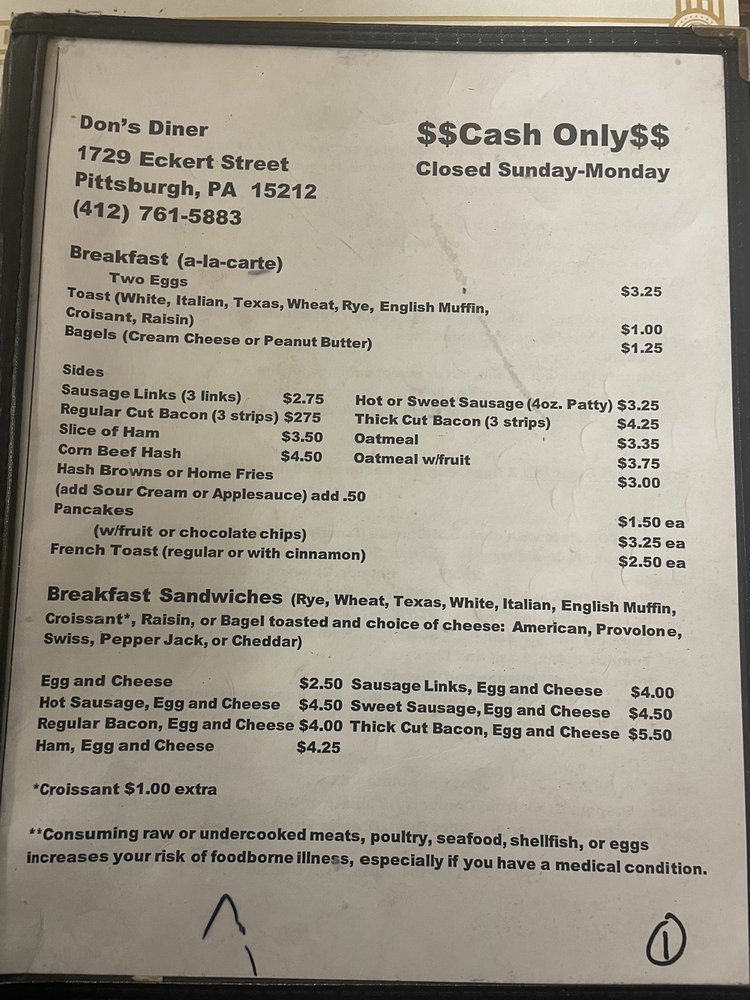 Don's Diner
1729 Eckert Street
Pittsburgh, PA 15212
(412) 761-5883
$$Cash Only$$
Closed Sunday-Monday
Breakfast (a-la-carte)
Two Eggs $3.25
Toast (White, Italian, Texas, Wheat, Rye, English Muffin,
Croisant, Raisin) $1.00
Bagels (Cream Cheese or Peanut Butter) $1.25
Sides
Sausage Links (3 links) $2.75 Hot or Sweet Sausage (4oz. Patty) $3.25
Regular Cut Bacon (3 strips) $275 Thick Cut Bacon (3 strips) $4.25
Slice of Ham $3.50 Oatmeal $3.35
Corn Beef Hash $4.50 Oatmeal w/fruit $3.75
Hash Browns or Home Fries $3.00
(add Sour Cream or Applesauce) add .50
Pancakes $1.50 ea
(w/fruit or chocolate chips) $3.25 ea
French Toast (regular or with cinnamon) $2.50 ea
Breakfast Sandwiches (Rye, Wheat, Texas, White, Italian, English Muffin,
Croissant*, Raisin, or Bagel toasted and choice of cheese: American, Provolone,
Swiss, Pepper Jack, or Cheddar)
Egg and Cheese $2.50 Sausage Links, Egg and Cheese $4.00
Hot Sausage, Egg and Cheese $4.50 Sweet Sausage, Egg and Cheese $4.50
Regular Bacon, Egg and Cheese $4.00 Thick Cut Bacon, Egg and Cheese $5.50
Ham, Egg and Cheese $4.25
*Croissant $1.00 extra
**Consuming raw or undercooked meats, poultry, seafood, shellfish, or eggs
increases your risk of foodborne illness, especially if you have a medical condition.
1